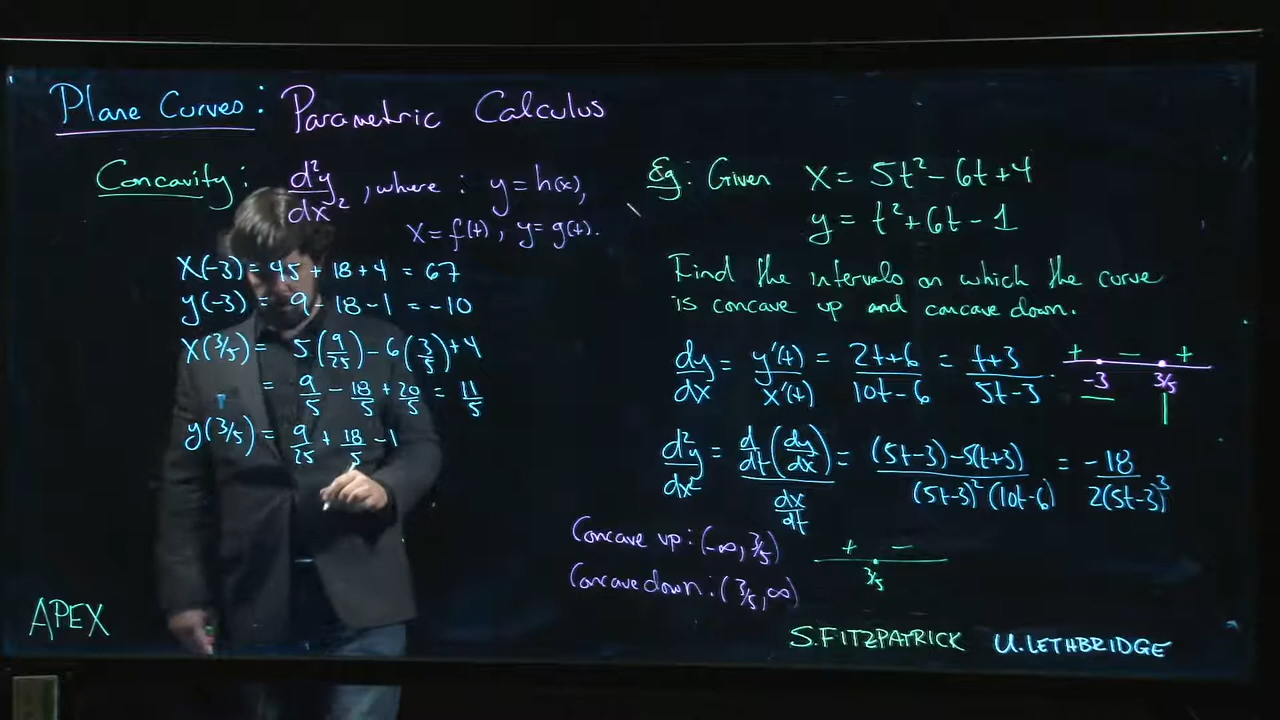 Plane Curves: Parametric Calculus
Concavity: d²y/dx², where: y = h(x),
x = f(t), y = g(t).
x(-3) = 45 + 18 + 4 = 67
y(-3) = 9 - 18 - 1 = -10
x(3/5) = 5(9/25) - 6(3/5) + 4
= 9/5 - 18/5 + 20/5 = 11/5
y(3/5) = 9/25 + 18/5 - 1
APEX
Eg: Given x = 5t² - 6t + 4
y = t² + 6t - 1
Find the intervals on which the curve
is concave up and concave down.
dy/dx = y'(t)/x'(t) = 2t+6/10t-6 = t+3/5t-3.
+ - +
-3 3/5
d²y/dx² = d/dt(dy/dx)/dx/dt = (5t-3)-5(t+3)/(5t-3)²(10t-6) = -18/2(5t-3)³
Concave up: (-∞, 3/5)
Concave down: (3/5, ∞)
+ -
3/5
S.FITZPATRICK U.LETHBRIDGE